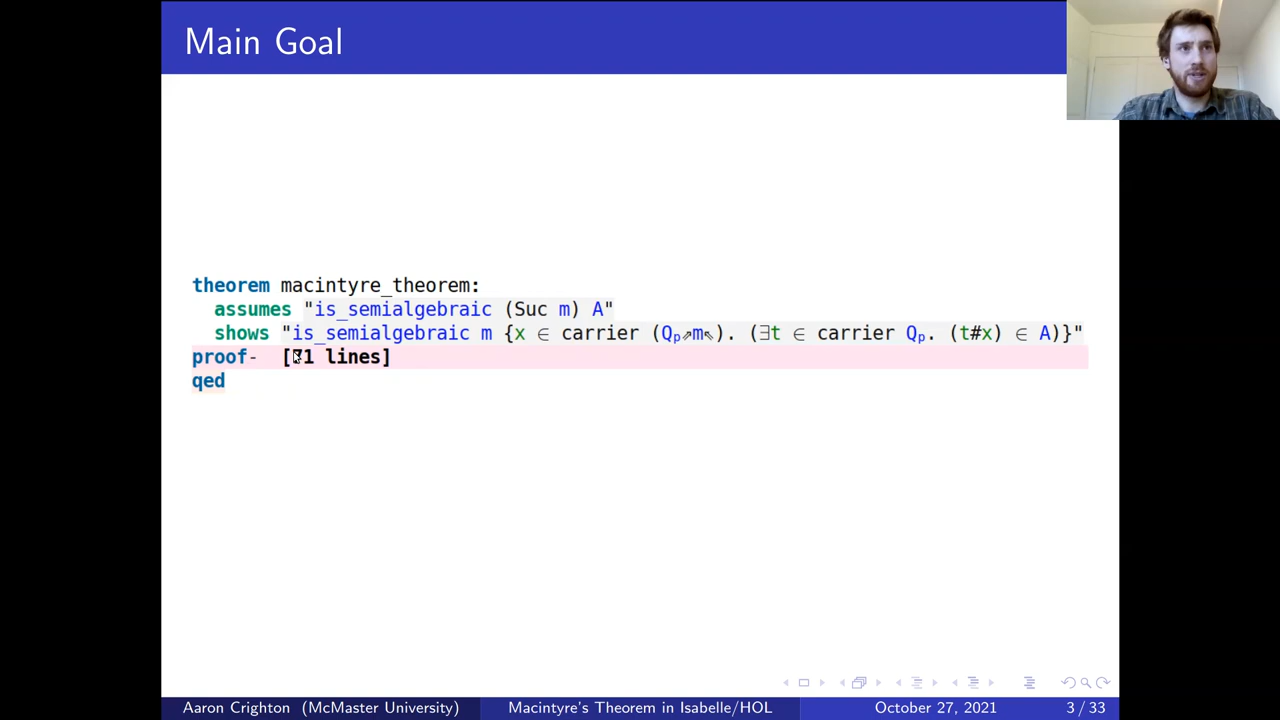 Main Goal
theorem macintyre_theorem:
assumes "is_semialgebraic (Suc m) A"
shows "is_semialgebraic m {x ∈ carrier (Qₚ⇗m⇖). (∃t ∈ carrier Qₚ. (t#x) ∈ A)}"
proof- [71 lines]
qed
Aaron Crighton (McMaster University) Macintyre's Theorem in Isabelle/HOL October 27, 2021 3 / 33